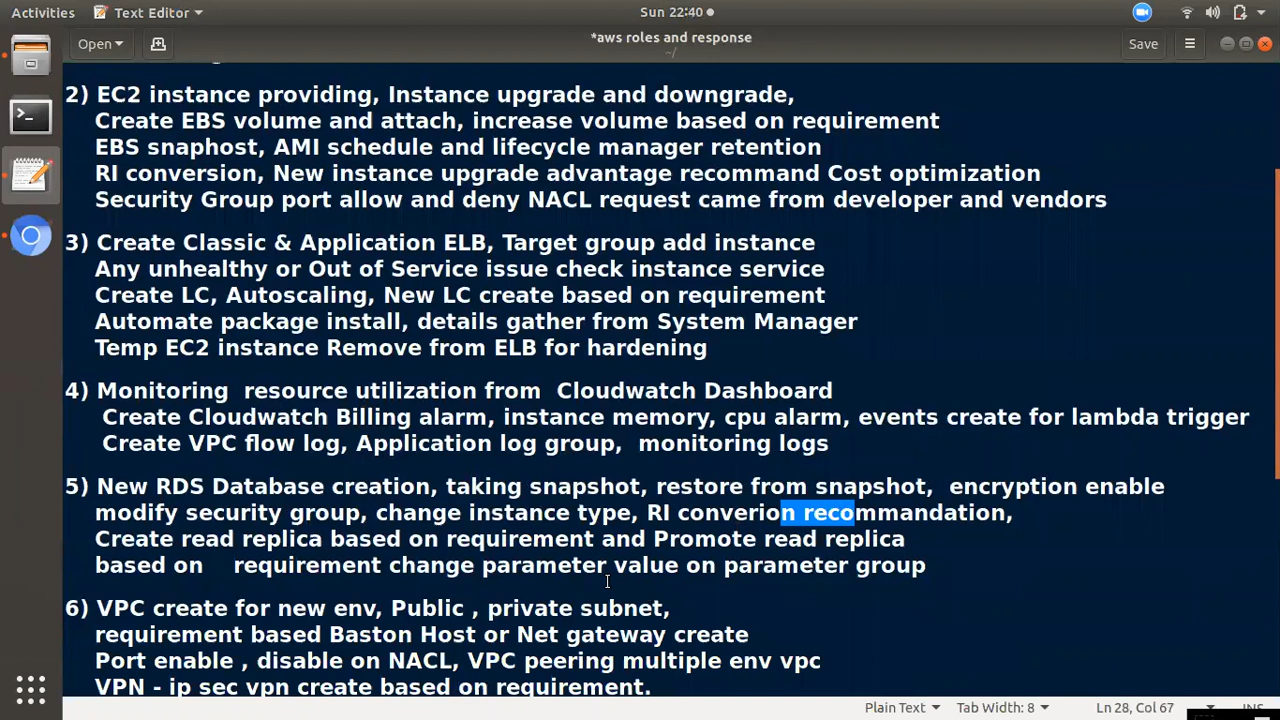 Activities
Text Editor
Sun 22:40
Open
*aws roles and response
~/
Save
2) EC2 instance providing, Instance upgrade and downgrade,
Create EBS volume and attach, increase volume based on requirement
EBS snaphost, AMI schedule and lifecycle manager retention
RI conversion, New instance upgrade advantage recommand Cost optimization
Security Group port allow and deny NACL request came from developer and vendors
3) Create Classic & Application ELB, Target group add instance
Any unhealthy or Out of Service issue check instance service
Create LC, Autoscaling, New LC create based on requirement
Automate package install, details gather from System Manager
Temp EC2 instance Remove from ELB for hardening
4) Monitoring  resource utilization from  Cloudwatch Dashboard
Create Cloudwatch Billing alarm, instance memory, cpu alarm, events create for lambda trigger
Create VPC flow log, Application log group,  monitoring logs
5) New RDS Database creation, taking snapshot, restore from snapshot,  encryption enable
modify security group, change instance type, RI converion recommandation,
Create read replica based on requirement and Promote read replica
based on    requirement change parameter value on parameter group
6) VPC create for new env, Public , private subnet,
requirement based Baston Host or Net gateway create
Port enable , disable on NACL, VPC peering multiple env vpc
VPN - ip sec vpn create based on requirement.
Plain Text
Tab Width: 8
Ln 28, Col 67
INS